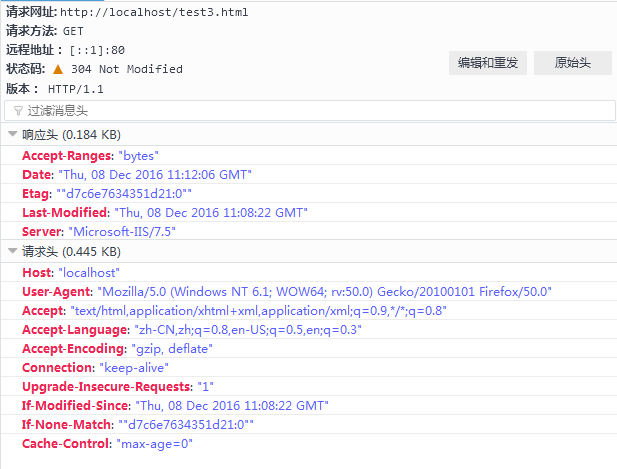 请求网址: http://localhost/test3.html
请求方法: GET
远程地址： [::1]:80
状态码: 304 Not Modified
编辑和重发 原始头
版本： HTTP/1.1
过滤消息头
响应头 (0.184 KB)
Accept-Ranges: "bytes"
Date: "Thu, 08 Dec 2016 11:12:06 GMT"
Etag: ""d7c6e7634351d21:0""
Last-Modified: "Thu, 08 Dec 2016 11:08:22 GMT"
Server: "Microsoft-IIS/7.5"
请求头 (0.445 KB)
Host: "localhost"
User-Agent: "Mozilla/5.0 (Windows NT 6.1; WOW64; rv:50.0) Gecko/20100101 Firefox/50.0"
Accept: "text/html,application/xhtml+xml,application/xml;q=0.9,*/*;q=0.8"
Accept-Language: "zh-CN,zh;q=0.8,en-US;q=0.5,en;q=0.3"
Accept-Encoding: "gzip, deflate"
Connection: "keep-alive"
Upgrade-Insecure-Requests: "1"
If-Modified-Since: "Thu, 08 Dec 2016 11:08:22 GMT"
If-None-Match: ""d7c6e7634351d21:0""
Cache-Control: "max-age=0"